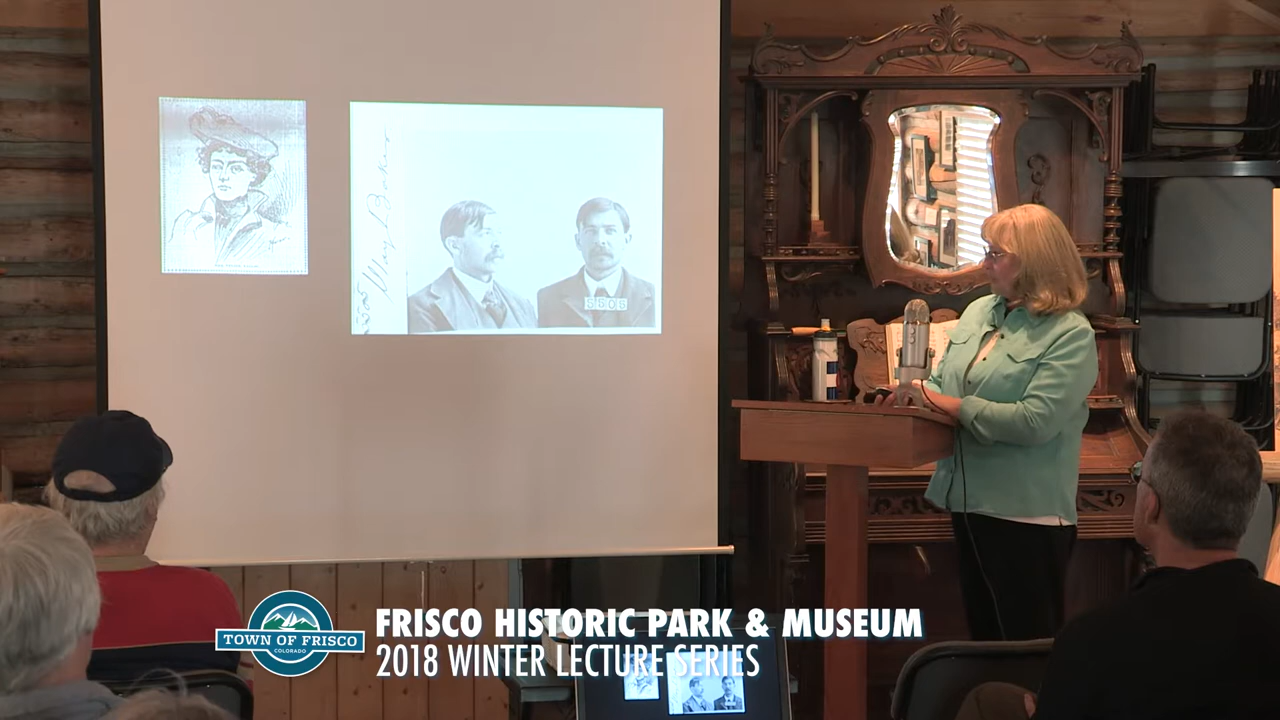 5505
TOWN OF FRISCO
COLORADO
FRISCO HISTORIC PARK & MUSEUM
2018 WINTER LECTURE SERIES